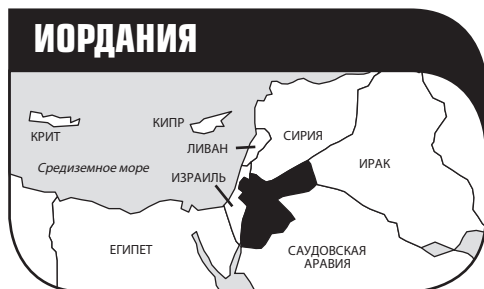 ИОРДАНИЯ
КРИТ
КИПР
ЛИВАН
СИРИЯ
ИРАК
Средиземное море
ИЗРАИЛЬ
ЕГИПЕТ
САУДОВСКАЯ
АРАВИЯ